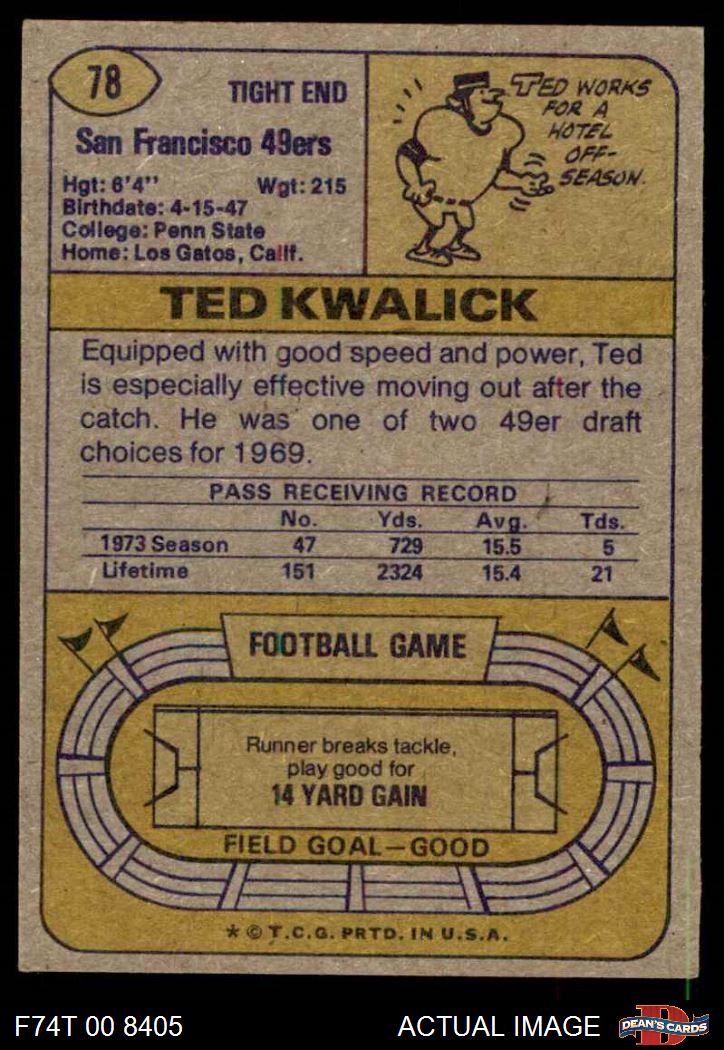 78
TIGHT END
San Francisco 49ers
Hgt: 6'4" Wgt: 215
Birthdate: 4-15-47
College: Penn State
Home: Los Gatos, Calif.
TED WORKS
FOR A
HOTEL
OFF-
SEASON.
TED KWALICK
Equipped with good speed and power, Ted
is especially effective moving out after the
catch. He was one of two 49er draft
choices for 1969.
PASS RECEIVING RECORD
No. Yds. Avg. Tds.
1973 Season 47 729 15.5 5
Lifetime 151 2324 15.4 21
FOOTBALL GAME
Runner breaks tackle,
play good for
14 YARD GAIN
FIELD GOAL—GOOD
* © T.C.G. PRTD. IN U.S.A.
F74T 00 8405 ACTUAL IMAGE
D
DEAN'S CARDS